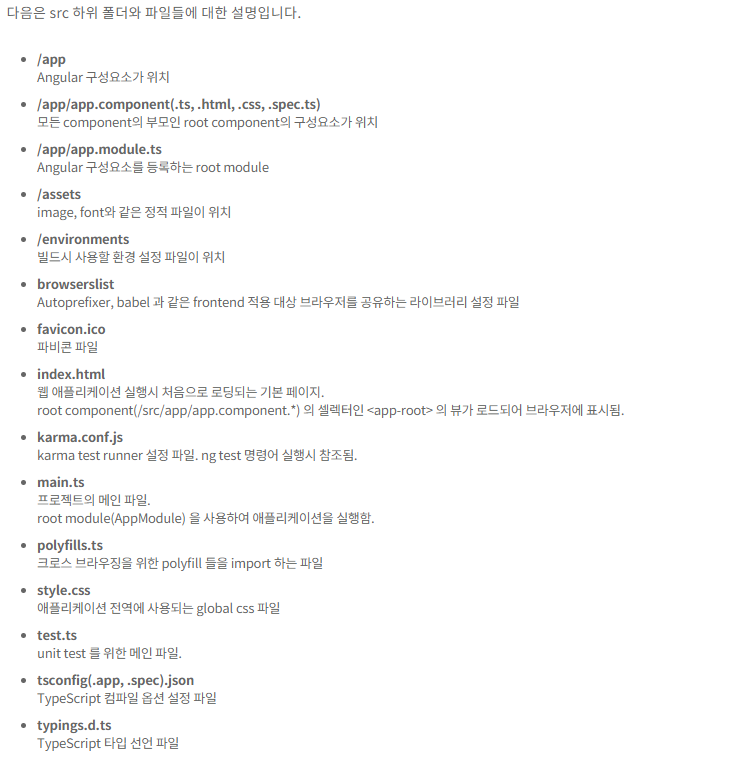 다음은 src 하위 폴더와 파일들에 대한 설명입니다.
/app
Angular 구성요소가 위치
/app/app.component(.ts, .html, .css, .spec.ts)
모든 component의 부모인 root component의 구성요소가 위치
/app/app.module.ts
Angular 구성요소를 등록하는 root module
/assets
image, font와 같은 정적 파일이 위치
/environments
빌드시 사용할 환경 설정 파일이 위치
browserslist
Autoprefixer, babel 과 같은 frontend 적용 대상 브라우저를 공유하는 라이브러리 설정 파일
favicon.ico
파비콘 파일
index.html
웹 애플리케이션 실행시 처음으로 로딩되는 기본 페이지.
root component(/src/app/app.component.*) 의 셀렉터인 <app-root> 의 뷰가 로드되어 브라우저에 표시됨.
karma.conf.js
karma test runner 설정 파일. ng test 명령어 실행시 참조됨.
main.ts
프로젝트의 메인 파일.
root module(AppModule) 을 사용하여 애플리케이션을 실행함.
polyfills.ts
크로스 브라우징을 위한 polyfill 들을 import 하는 파일
style.css
애플리케이션 전역에 사용되는 global css 파일
test.ts
unit test 를 위한 메인 파일.
tsconfig(.app, .spec).json
TypeScript 컴파일 옵션 설정 파일
typings.d.ts
TypeScript 타입 선언 파일